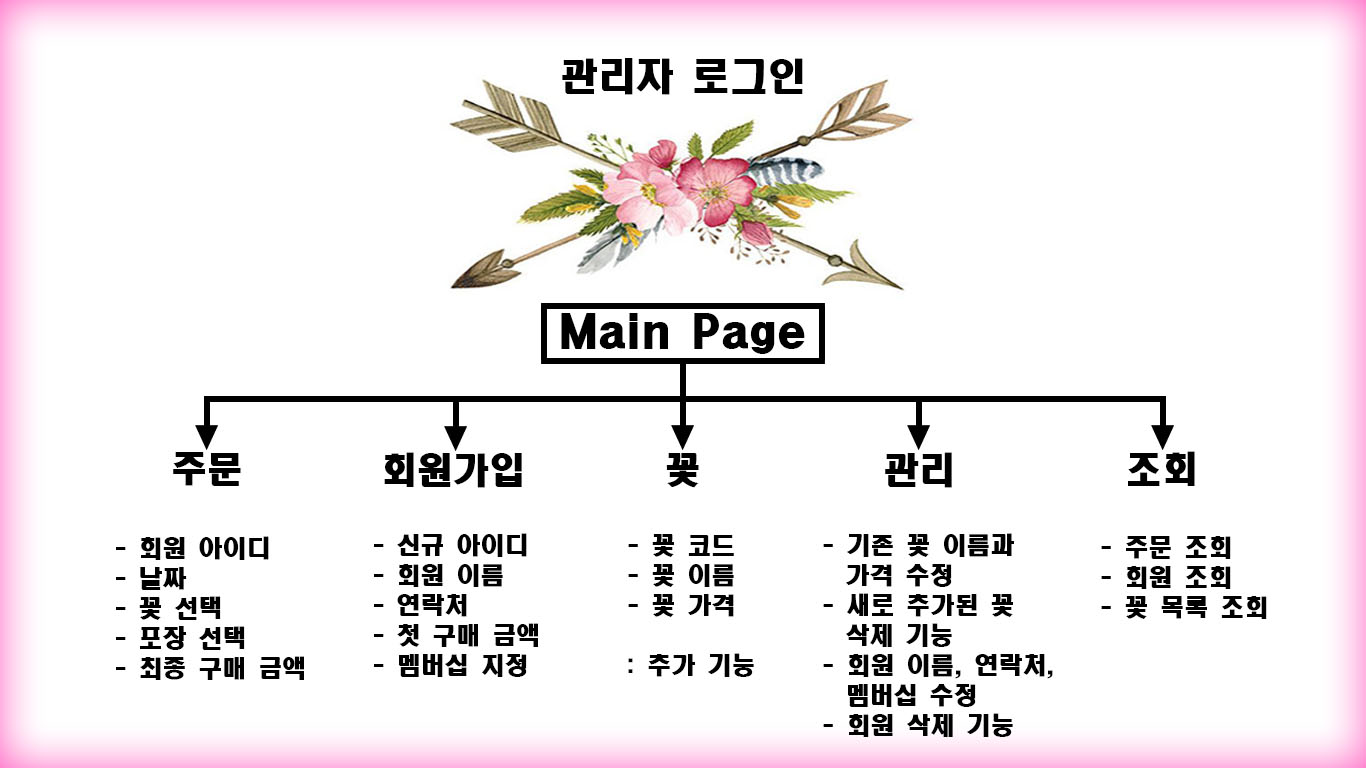 관리자 로그인
Main Page
주문
- 회원 아이디
- 날짜
- 꽃 선택
- 포장 선택
- 최종 구매 금액
회원가입
- 신규 아이디
- 회원 이름
- 연락처
- 첫 구매 금액
- 멤버십 지정
꽃
- 꽃 코드
- 꽃 이름
- 꽃 가격
: 추가 기능
관리
- 기존 꽃 이름과
가격 수정
- 새로 추가된 꽃
삭제 기능
- 회원 이름, 연락처,
멤버십 수정
- 회원 삭제 기능
조회
- 주문 조회
- 회원 조회
- 꽃 목록 조회